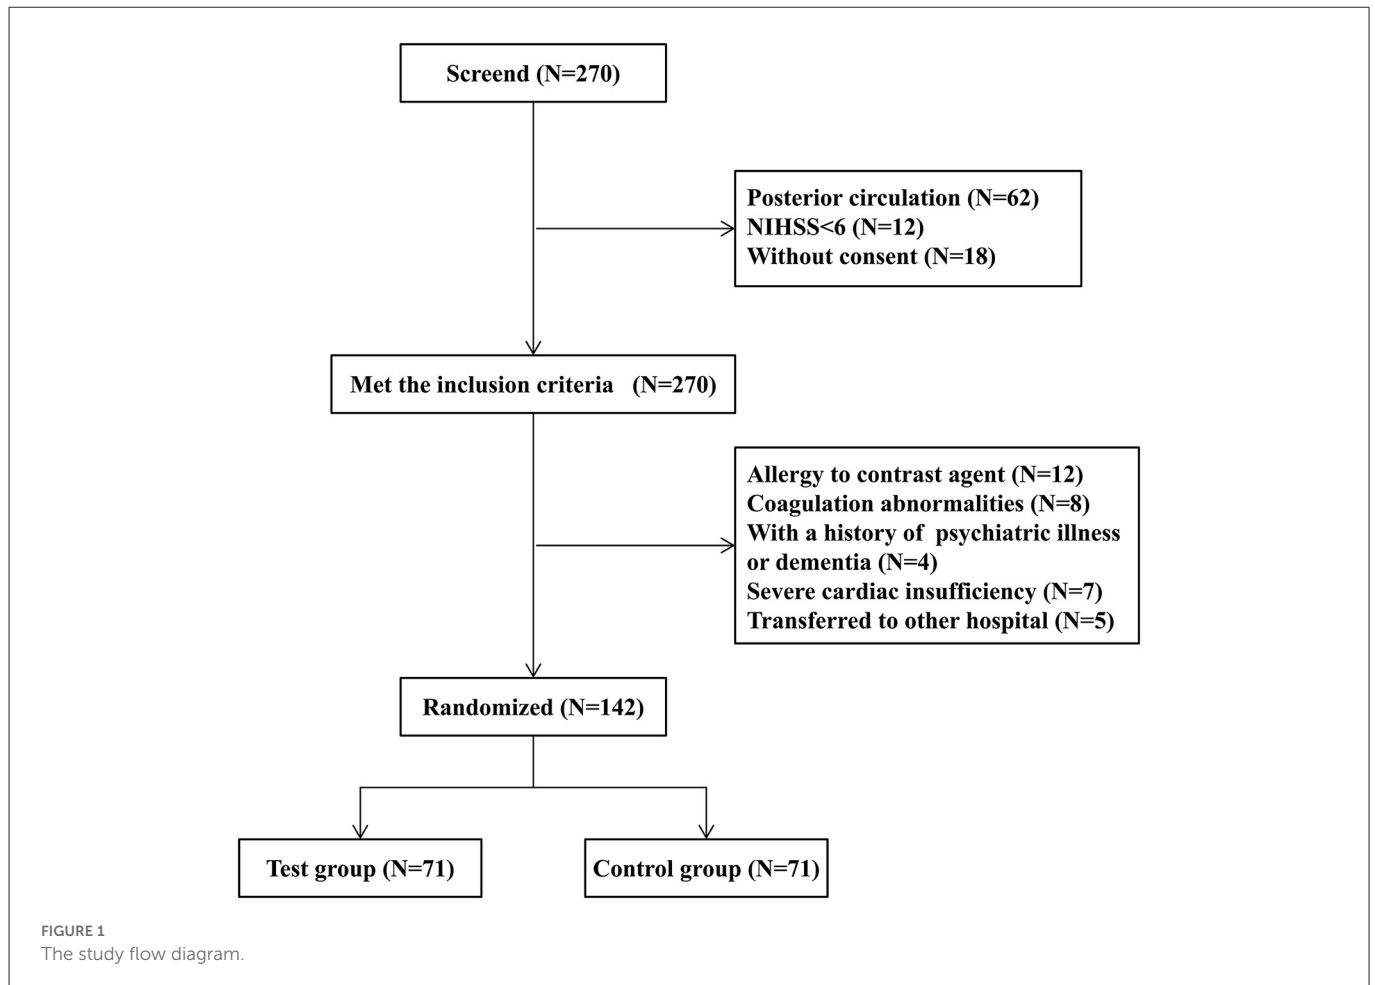 Screend (N=270)
Posterior circulation (N=62)
NIHSS<6 (N=12)
Without consent (N=18)
Met the inclusion criteria (N=270)
Allergy to contrast agent (N=12)
Coagulation abnormalities (N=8)
With a history of psychiatric illness
or dementia (N=4)
Severe cardiac insufficiency (N=7)
Transferred to other hospital (N=5)
Randomized (N=142)
Test group (N=71)
Control group (N=71)
FIGURE 1
The study flow diagram.